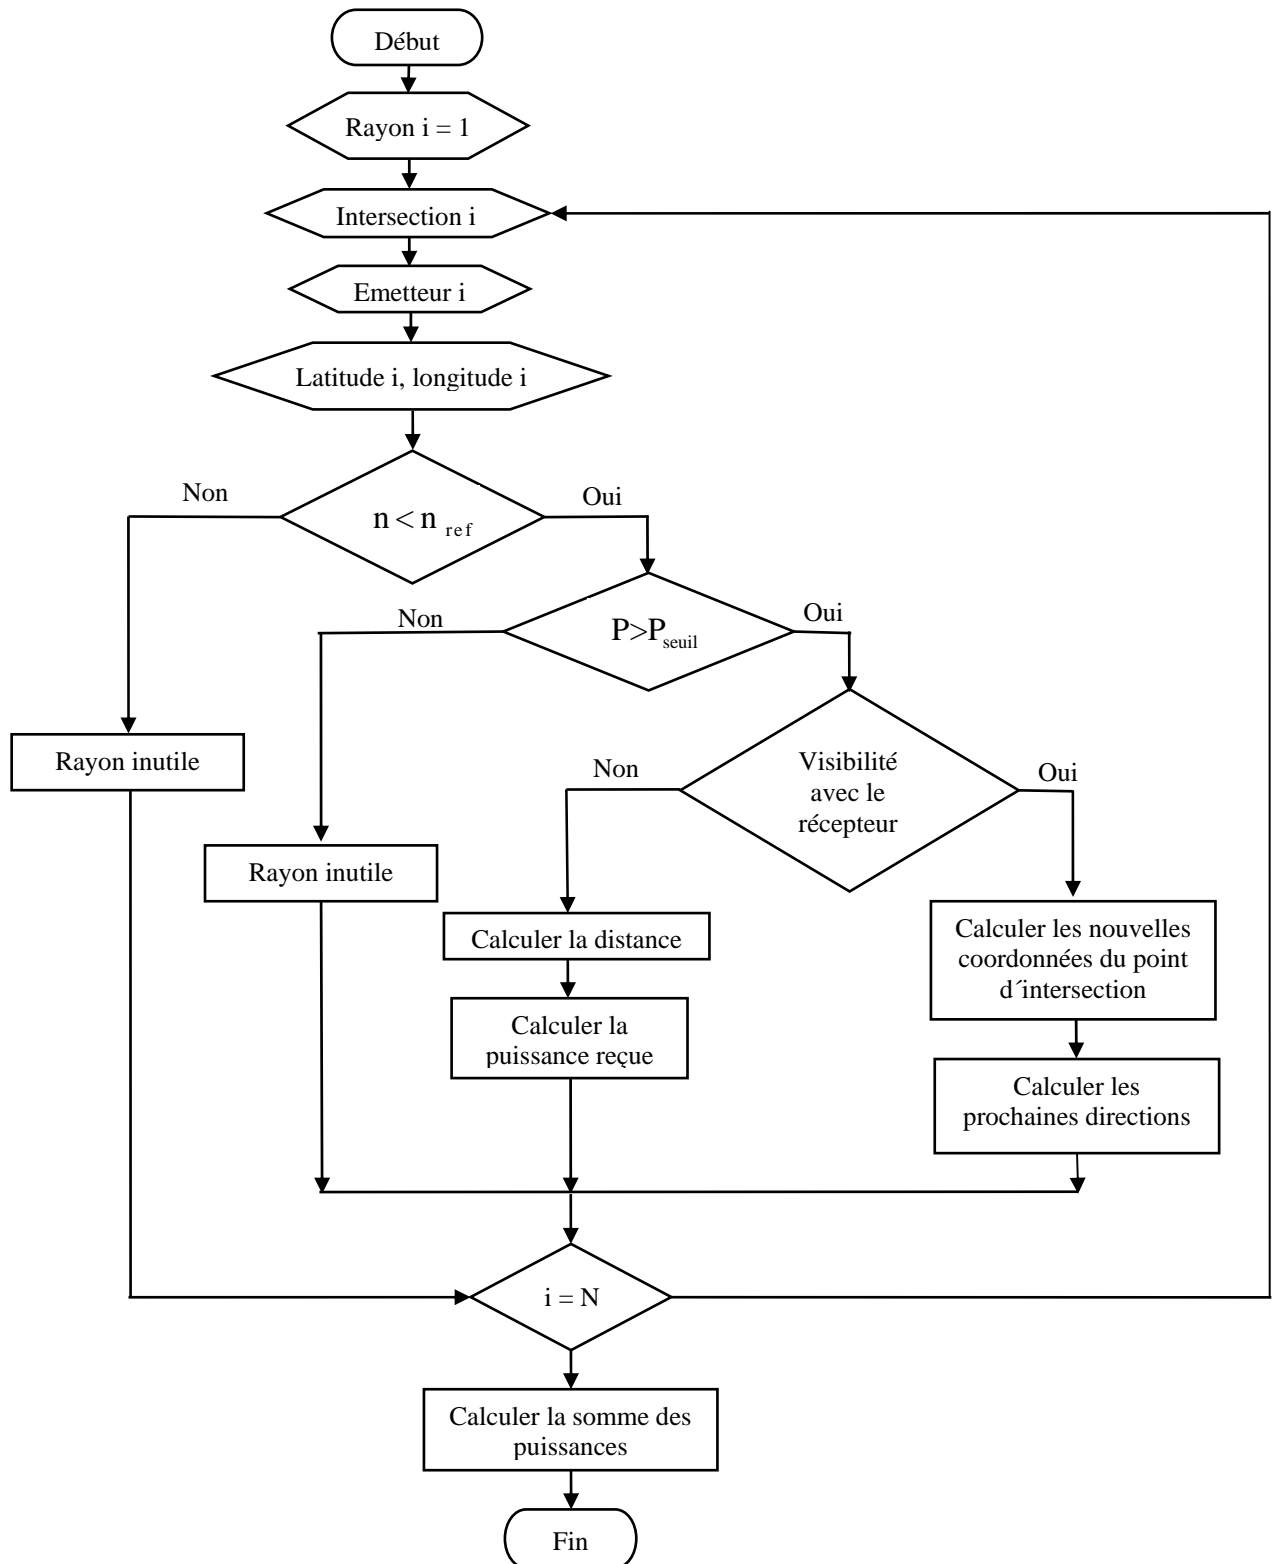 Début
Rayon i = 1
Intersection i
Emetteur i
Latitude i, longitude i
Non
Oui
n < n ref
Non
Oui
P>Pseuil
Rayon inutile
Non
Visibilité
avec le
récepteur
Oui
Rayon inutile
Calculer la distance
Calculer les nouvelles
coordonnées du point
d´intersection
Calculer la
puissance reçue
Calculer les
prochaines directions
i = N
Calculer la somme des
puissances
Fin